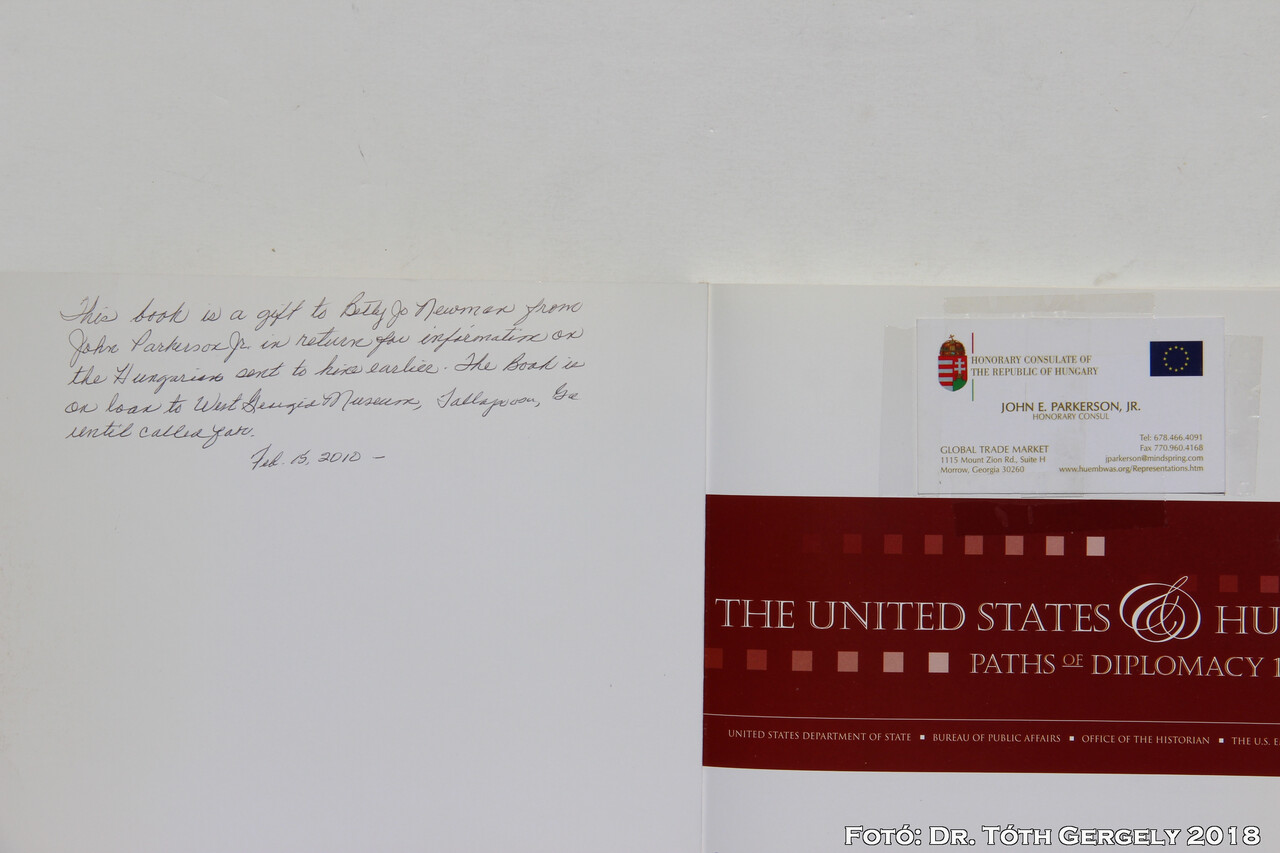 This book is a gift to Betty Jo Newman from
John Parkerson Jr. in return for information on
the Hungarian sent to him earlier. The Book is
on loan to West Georgia Museum, Tallapoosa, Ga
until called for.
Feb. 15, 2010 –
HONORARY CONSULATE OF
THE REPUBLIC OF HUNGARY
JOHN E. PARKERSON, JR.
HONORARY CONSUL
GLOBAL TRADE MARKET
1115 Mount Zion Rd., Suite H
Morrow, Georgia 30260
Tel: 678.466.4091
Fax 770.960.4168
jparkerson@mindspring.com
www.huembwas.org/Representations.htm
THE UNITED STATES & HU
PATHS OF DIPLOMACY 1
UNITED STATES DEPARTMENT OF STATE ▪ BUREAU OF PUBLIC AFFAIRS ▪ OFFICE OF THE HISTORIAN ▪ THE U.S. E
Fotó: Dr. Tóth Gergely 2018